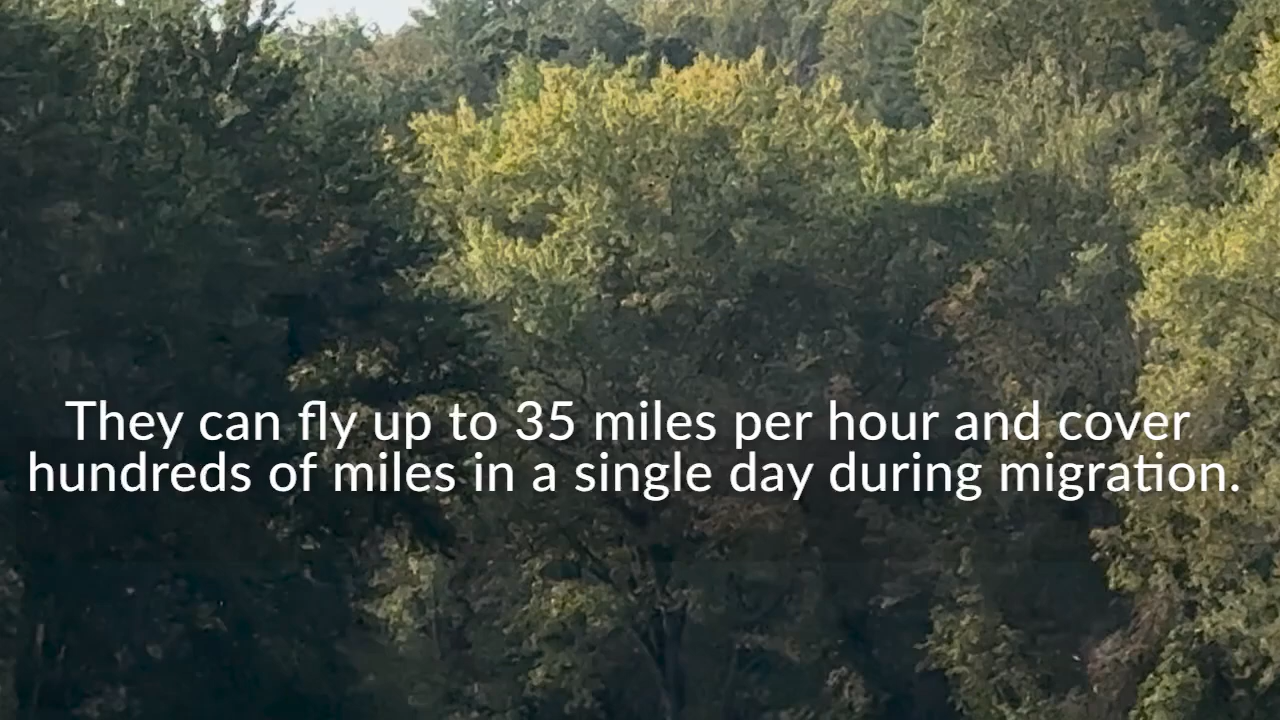 They can fly up to 35 miles per hour and cover
hundreds of miles in a single day during migration.